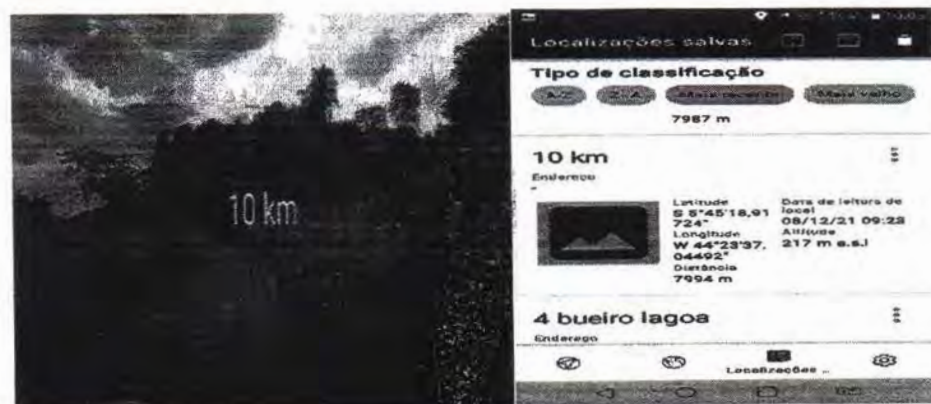 10 km
Localizações salvas
Tipo de classificação
A-Z Z-A Mais recente Mais velho
7987 m
10 km
Endereço
-
Latitude
S 5°45'18,91
724"
Longitude
W 44°23'37,
04492"
Distância
7994 m
Data de leitura de
local
08/12/21 09:23
Altitude
217 m a.s.l
4 bueiro lagoa
Endereço
Localizações ...